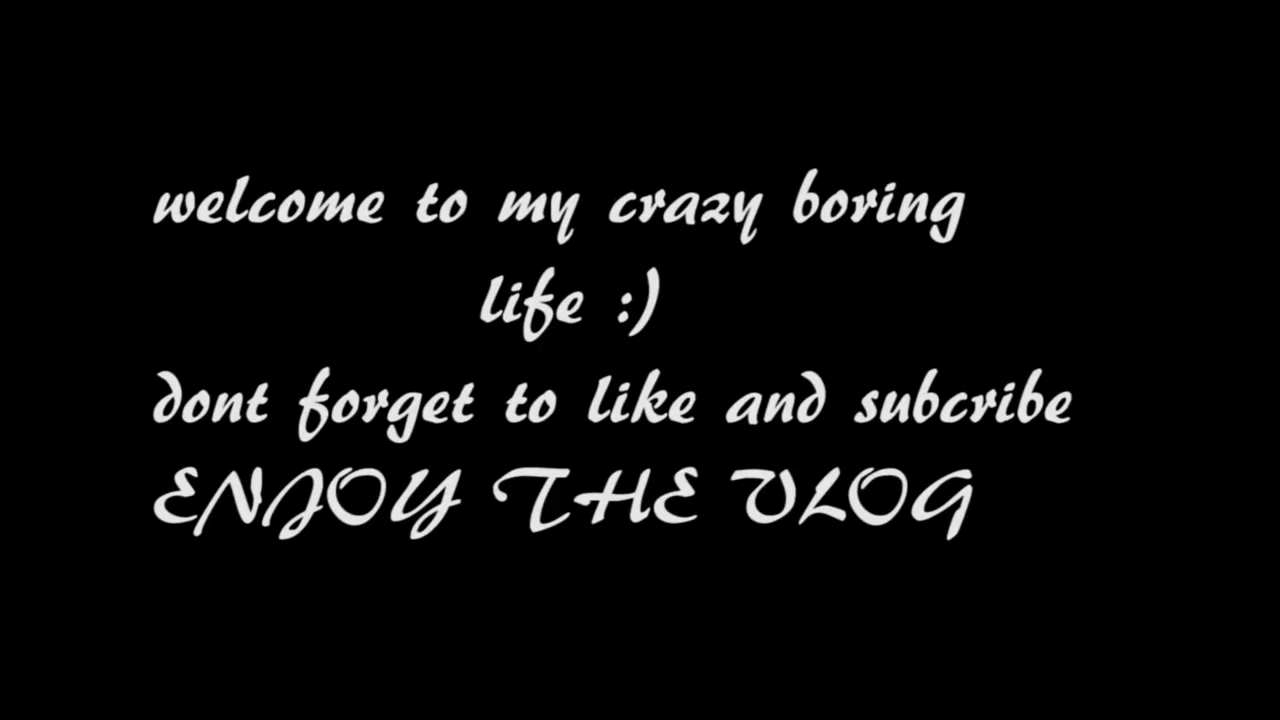 welcome to my crazy boring
life :)
dont forget to like and subcribe
ENJOY THE VLOG